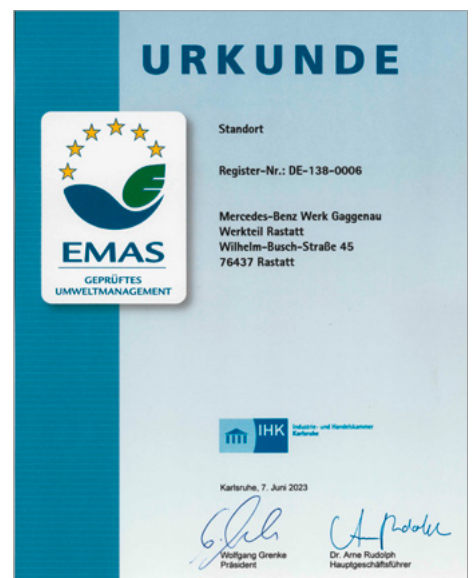 URKUNDE
EMAS
GEPRÜFTES
UMWELTMANAGEMENT
Standort
Register-Nr.: DE-138-0006
Mercedes-Benz Werk Gaggenau
Werkteil Rastatt
Wilhelm-Busch-Straße 45
76437 Rastatt
IHK
Industrie- und Handelskammer
Karlsruhe
Karlsruhe, 7. Juni 2023
Wolfgang Grenke
Präsident
Dr. Arne Rudolph
Hauptgeschäftsführer